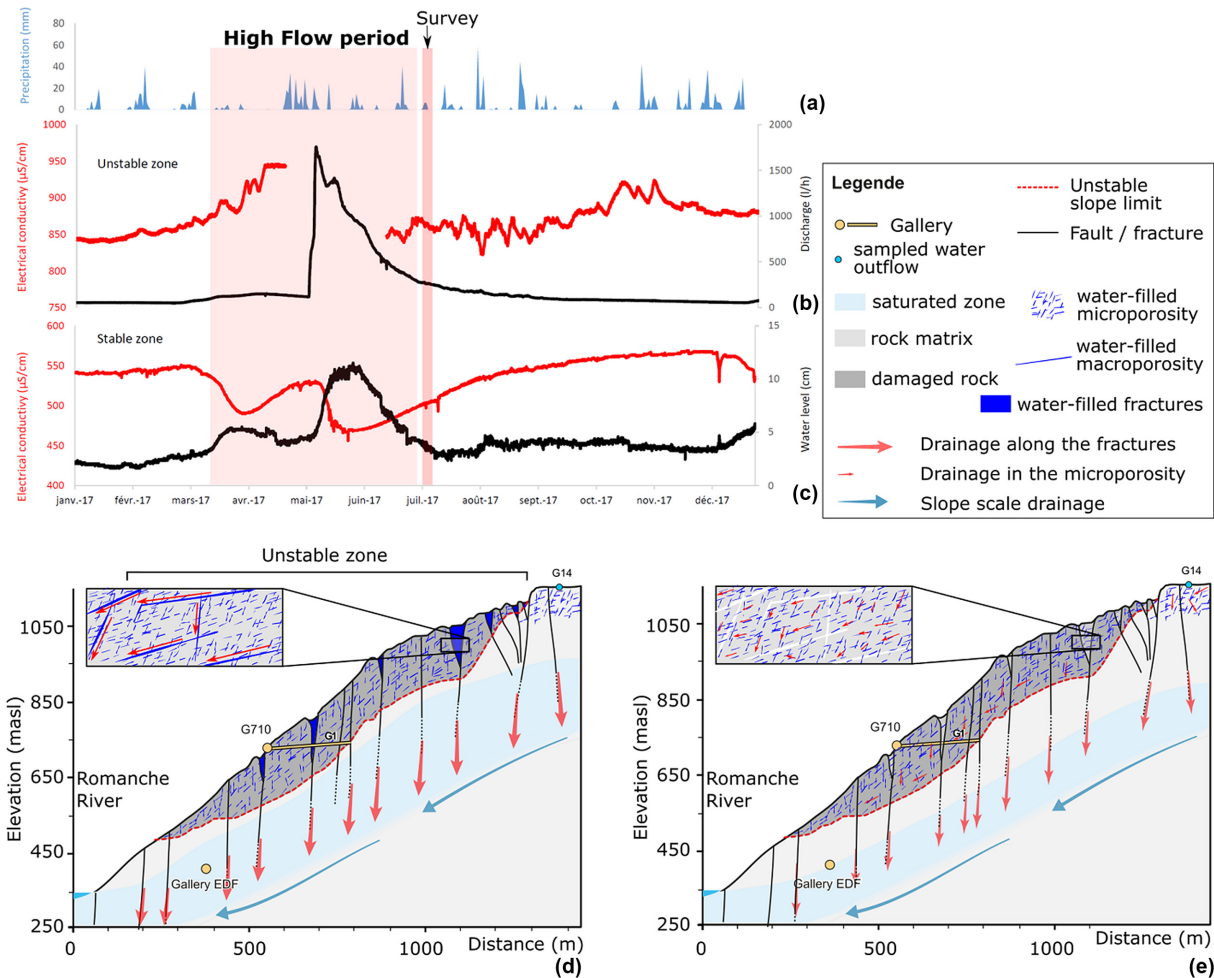 Survey
High Flow period
Precipitation (mm)
80
60
40
20
0
(a)
Electrical conductivy (µS/cm)
1000
950
900
850
800
750
Unstable zone
2000
1500
1000
500
0
Discharge (l/h)
(b)
Electrical conductivity (µS/cm)
600
550
500
450
400
Stable zone
15
10
5
0
Water level (cm)
janv.-17 févr.-17 mars-17 avr.-17 mai-17 juin-17 juil.-17 août-17 sept.-17 oct.-17 nov.-17 déc.-17
(c)
Legende
Gallery
sampled water
outflow
saturated zone
rock matrix
damaged rock
Unstable
slope limit
Fault / fracture
water-filled
microporosity
water-filled
macroporosity
water-filled fractures
Drainage along the fractures
Drainage in the microporosity
Slope scale drainage
Unstable zone
G14
Elevation (masl)
1050
850
650
450
250
G710
G1
Romanche
River
Gallery EDF
0 500 1000
Distance (m)
(d)
G14
Elevation (masl)
1050
850
650
450
250
G710
G1
Romanche
River
Gallery EDF
0 500 1000
Distance (m)
(e)